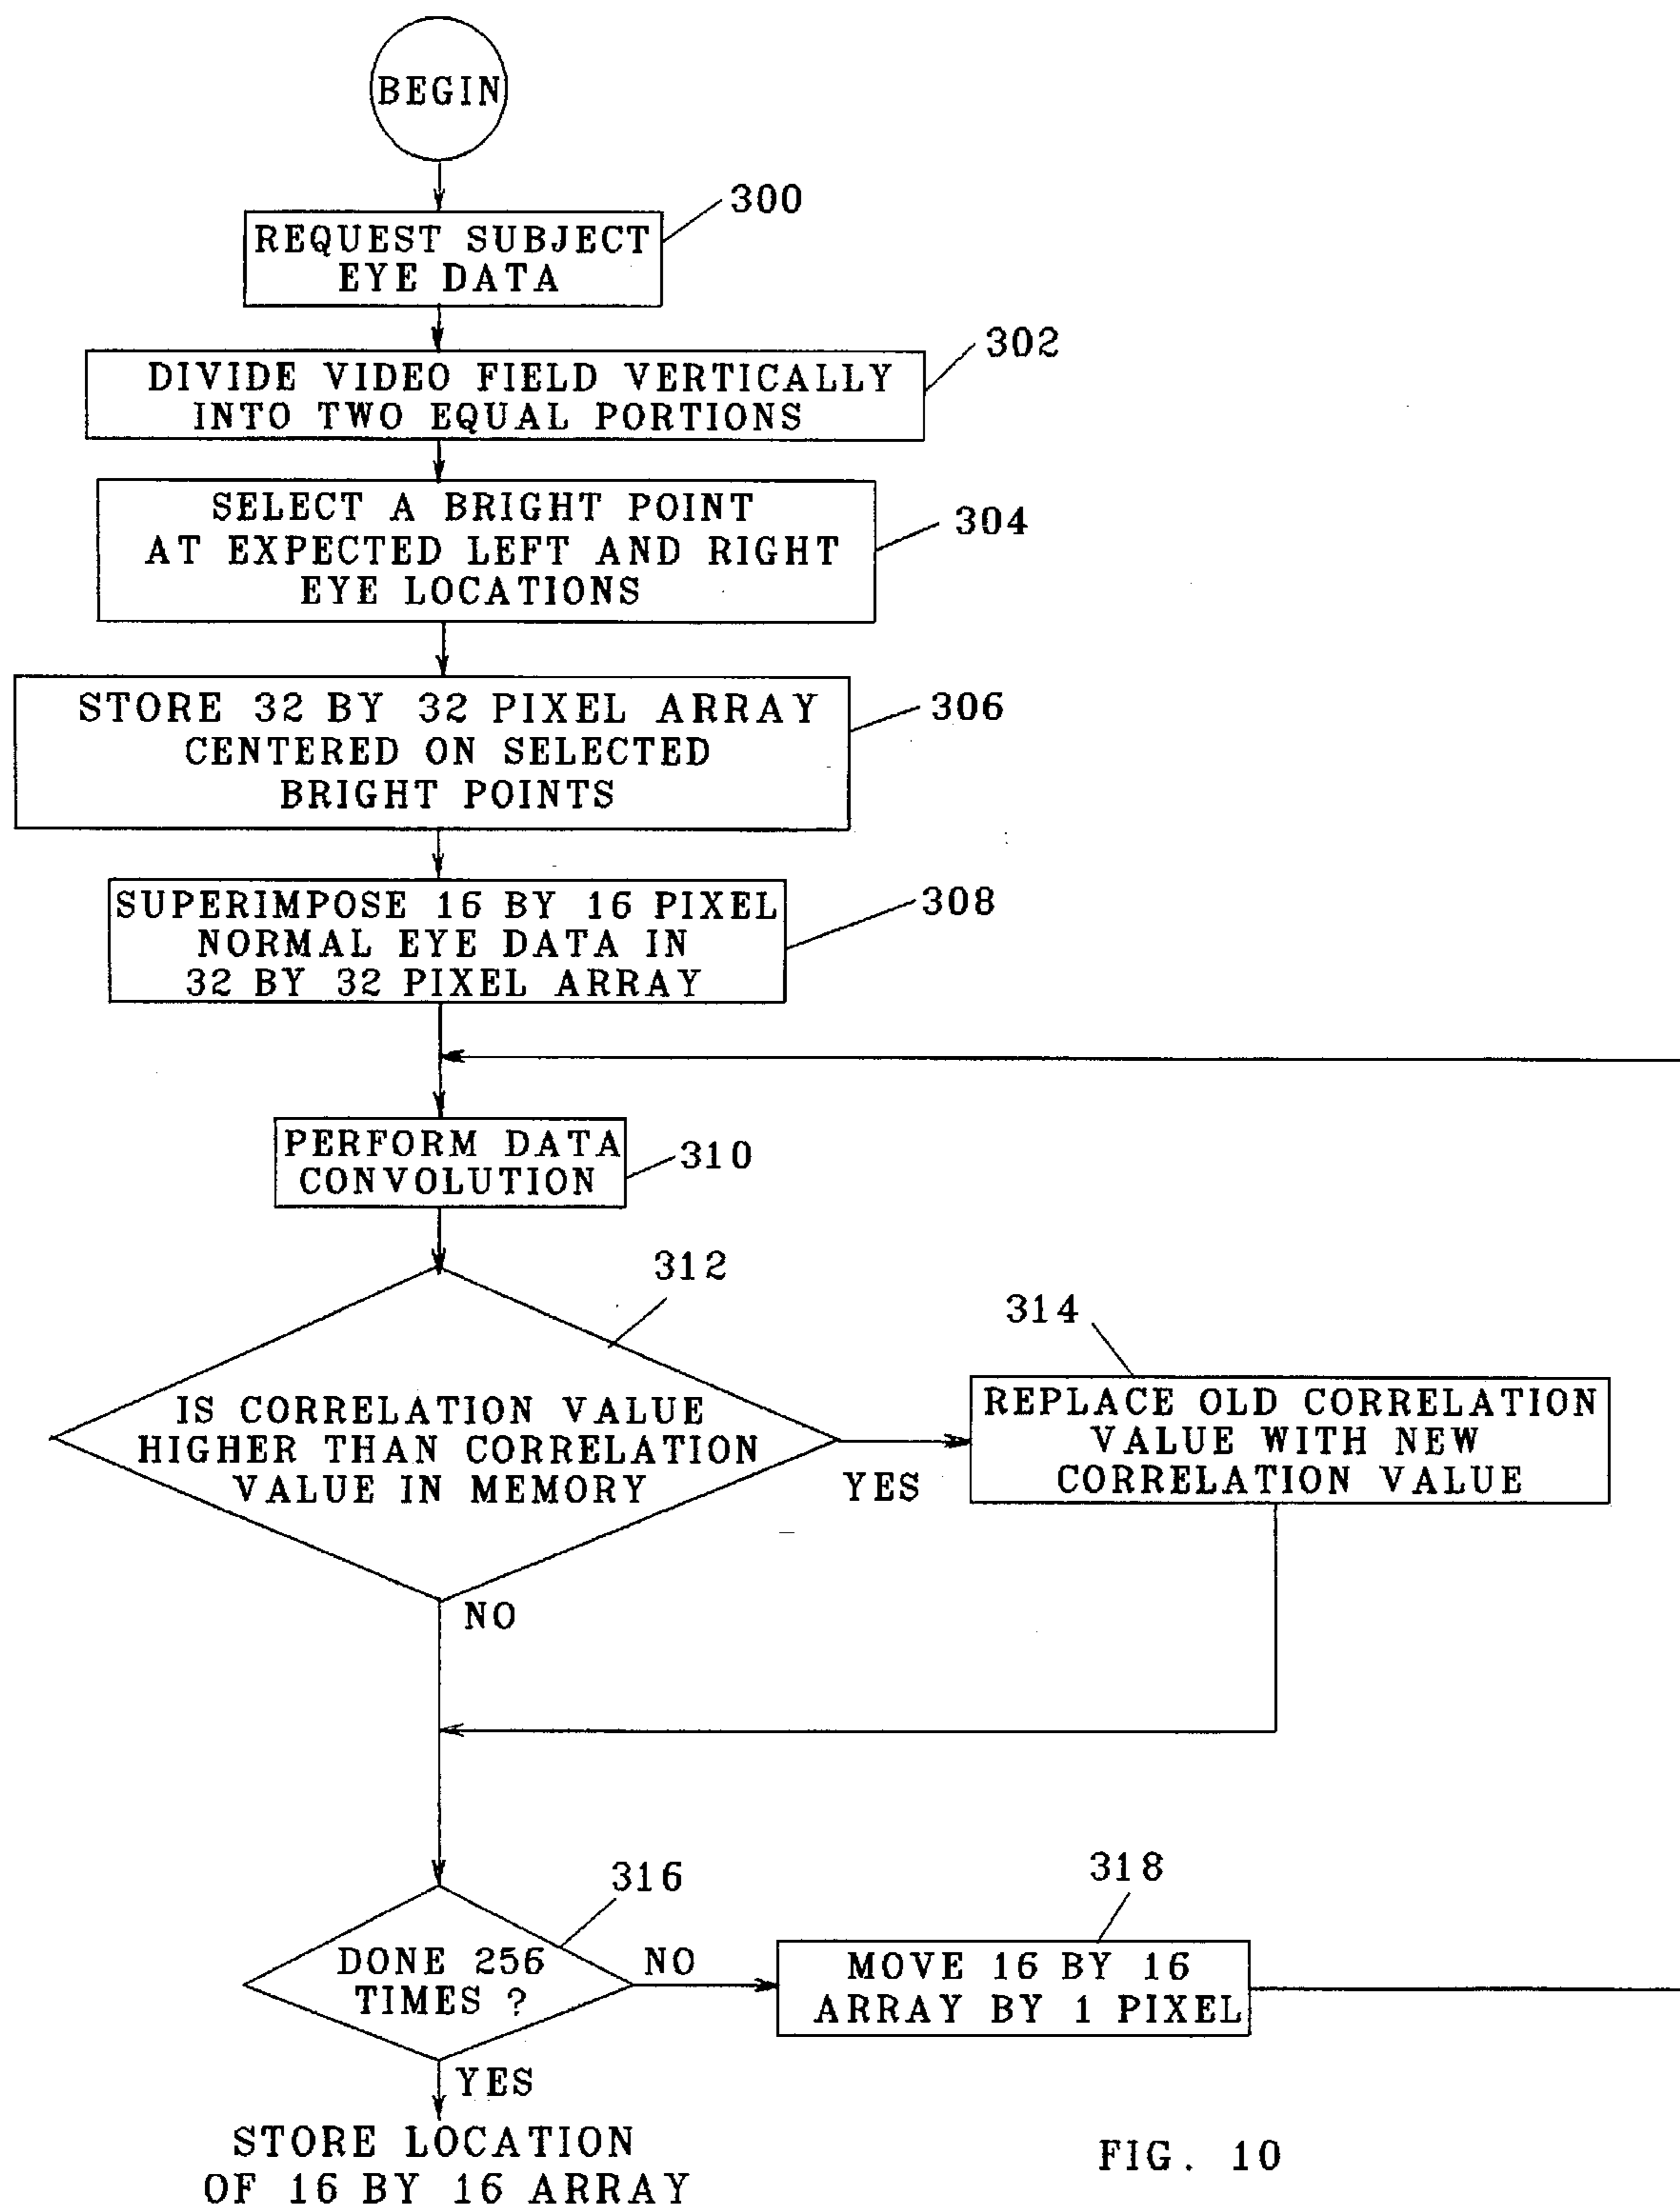 BEGIN
300
REQUEST SUBJECT
EYE DATA
302
DIVIDE VIDEO FIELD VERTICALLY
INTO TWO EQUAL PORTIONS
304
SELECT A BRIGHT POINT
AT EXPECTED LEFT AND RIGHT
EYE LOCATIONS
306
STORE 32 BY 32 PIXEL ARRAY
CENTERED ON SELECTED
BRIGHT POINTS
308
SUPERIMPOSE 16 BY 16 PIXEL
NORMAL EYE DATA IN
32 BY 32 PIXEL ARRAY
310
PERFORM DATA
CONVOLUTION
312
IS CORRELATION VALUE
HIGHER THAN CORRELATION
VALUE IN MEMORY
YES
314
REPLACE OLD CORRELATION
VALUE WITH NEW
CORRELATION VALUE
NO
316
DONE 256
TIMES ?
NO
318
MOVE 16 BY 16
ARRAY BY 1 PIXEL
YES
STORE LOCATION
OF 16 BY 16 ARRAY
FIG. 10